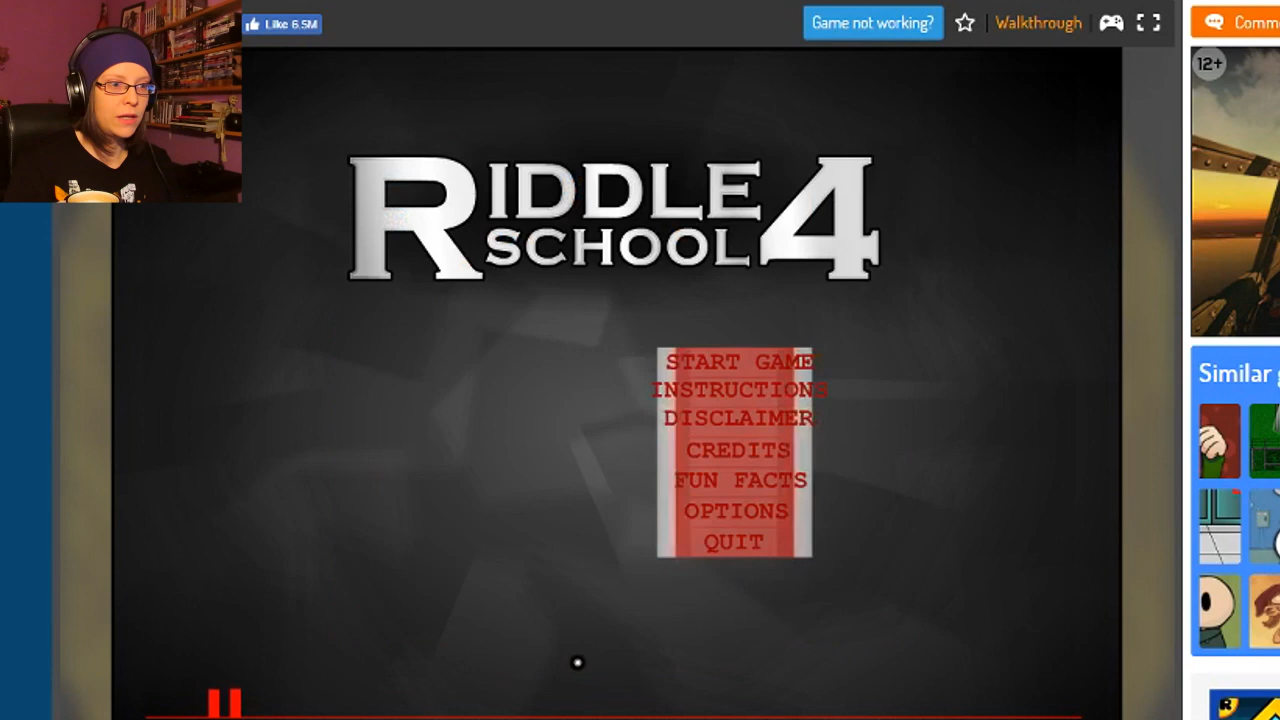 Like 6.5M
Game not working?
Walkthrough
12+
RIDDLE
SCHOOL 4
START GAME
INSTRUCTIONS
DISCLAIMER
CREDITS
FUN FACTS
OPTIONS
QUIT
Similar
R